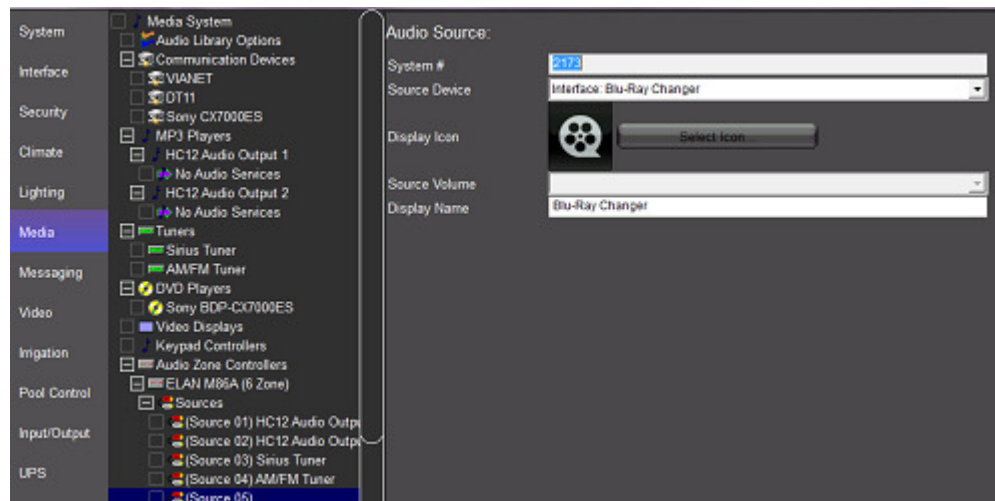 System
Interface
Security
Climate
Lighting
Media
Messaging
Video
Irrigation
Pool Control
Input/Output
UPS
Media System
Audio Library Options
Communication Devices
VIANET
DT11
Sony CX7000ES
MP3 Players
HC12 Audio Output 1
No Audio Services
HC12 Audio Output 2
No Audio Services
Tuners
Sirius Tuner
AM/FM Tuner
DVD Players
Sony BDP-CX7000ES
Video Displays
Keypad Controllers
Audio Zone Controllers
ELAN M86A (6 Zone)
Sources
(Source 01) HC12 Audio Outpu
(Source 02) HC12 Audio Outpu
(Source 03) Sirius Tuner
(Source 04) AM/FM Tuner
(Source 05)
Audio Source:
System # 2173
Source Device Interface: Blu-Ray Changer
Display Icon Select Icon...
Source Volume
Display Name Blu-Ray Changer